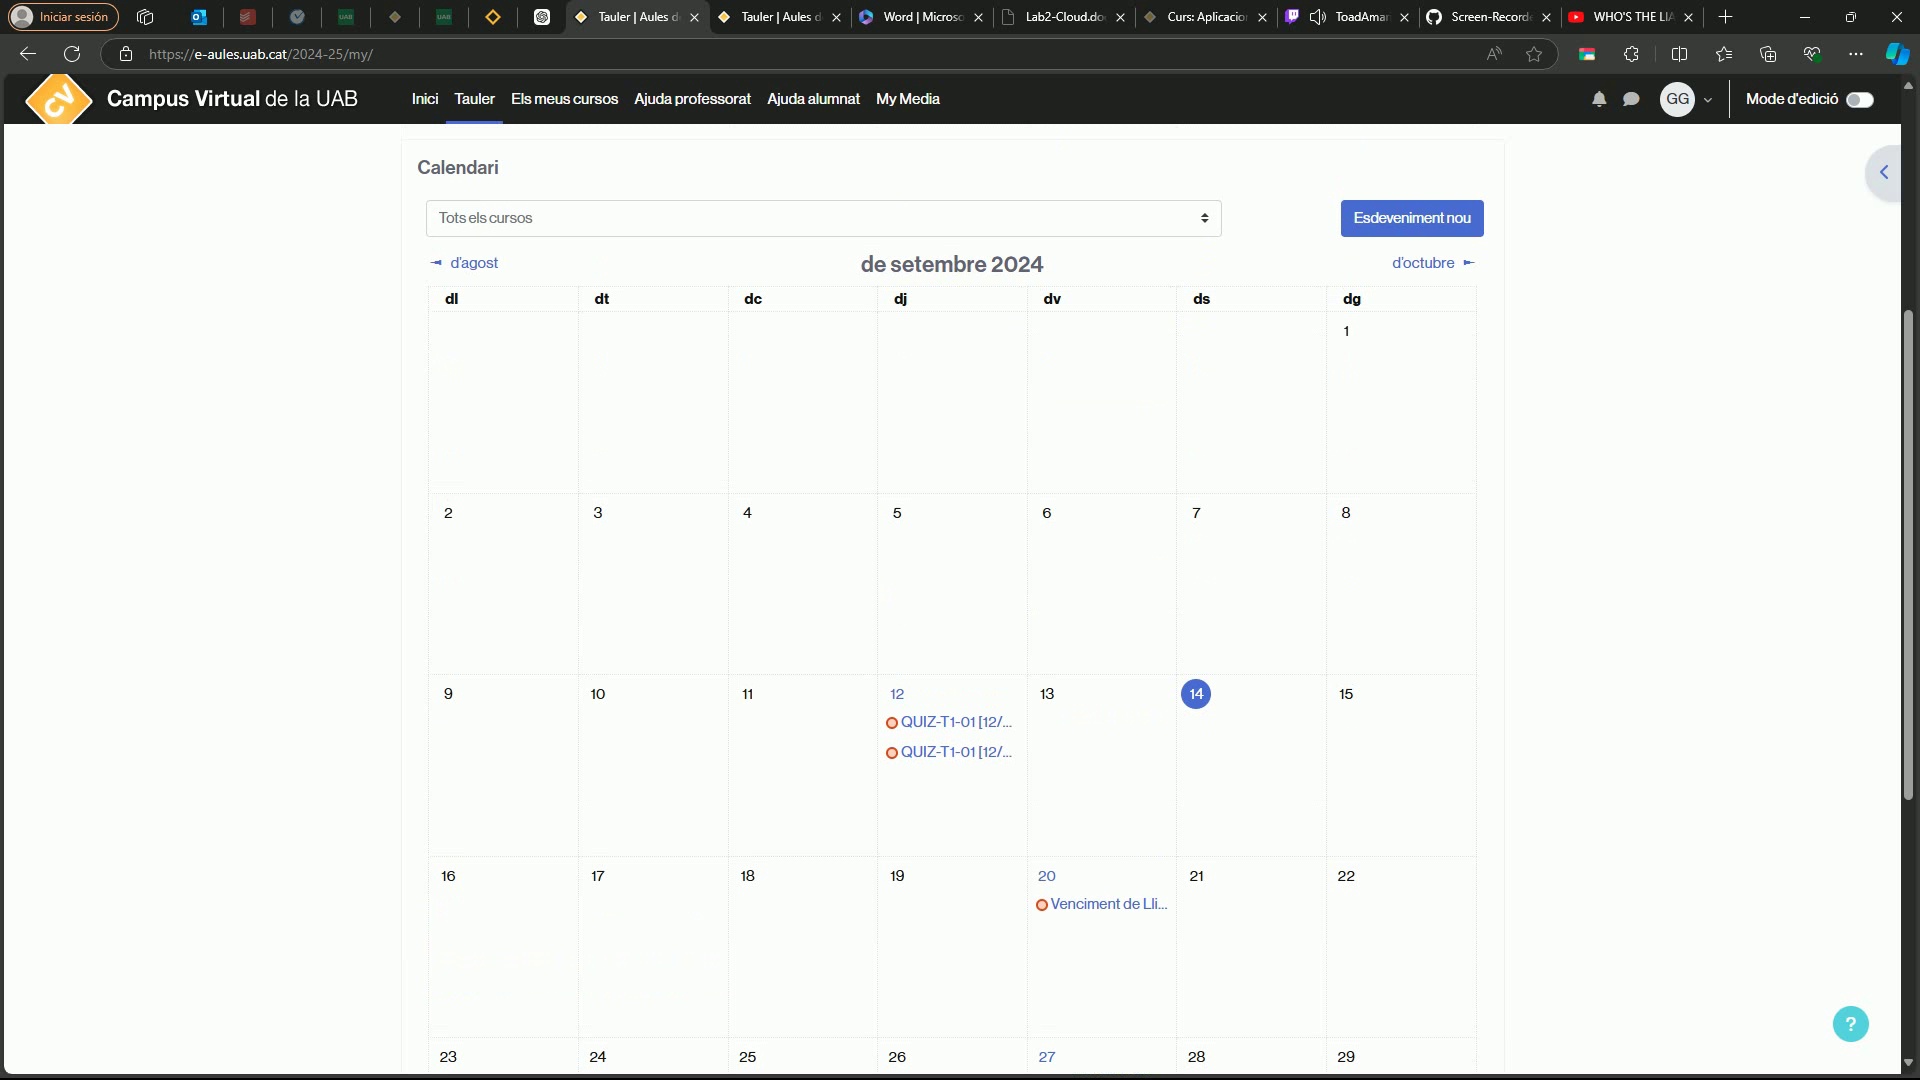 Iniciar sesión
Tauler | Aules d
Tauler | Aules d
Word | Microso
Lab2-Cloud.do
Curs: Aplicacion
ToadAmar
Screen-Recorde
WHO'S THE LIA
https://e-aules.uab.cat/2024-25/my/
CV
Campus Virtual de la UAB
Inici Tauler Els meus cursos Ajuda professorat Ajuda alumnat My Media
GG
Mode d'edició
Calendari
Tots els cursos
Esdeveniment nou
d'agost
de setembre 2024
d'octubre
dl dt dc dj dv ds dg
1
2 3 4 5 6 7 8
9 10 11 12 13 14 15
QUIZ-T1-01 [12/...
QUIZ-T1-01 [12/...
16 17 18 19 20 21 22
Venciment de Lli...
23 24 25 26 27 28 29
?